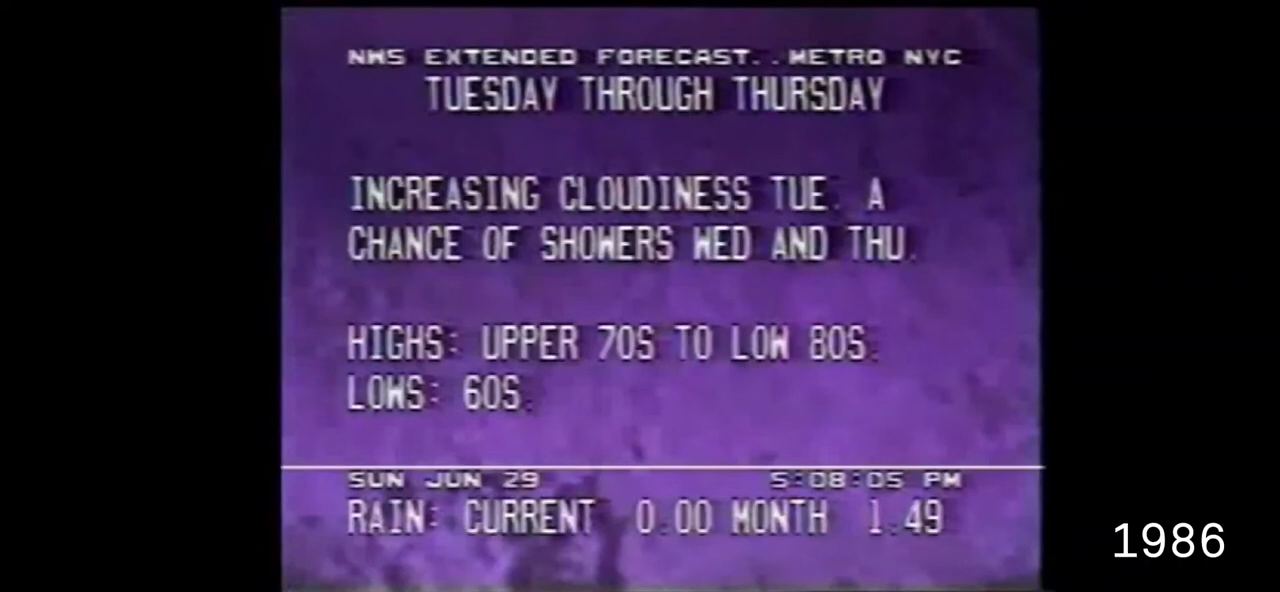 NWS EXTENDED FORECAST..METRO NYC
TUESDAY THROUGH THURSDAY
INCREASING CLOUDINESS TUE. A
CHANCE OF SHOWERS WED AND THU.
HIGHS: UPPER 70S TO LOW 80S.
LOWS: 60S.
SUN JUN 29 5:08:05 PM
RAIN: CURRENT 0.00 MONTH 1.49
1986